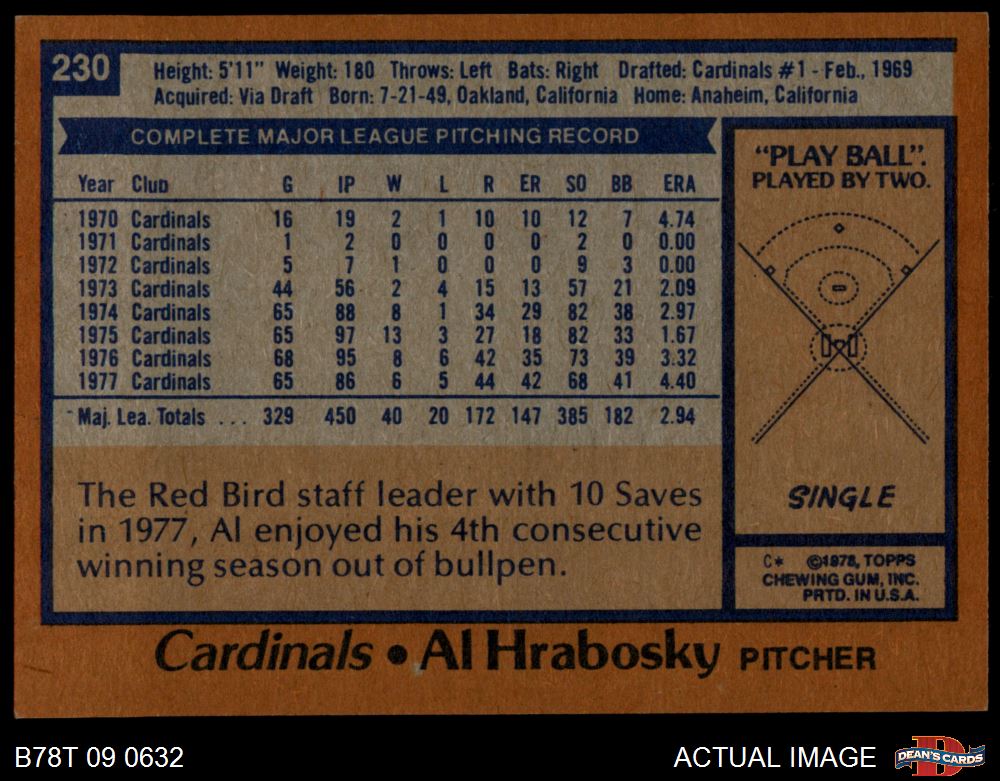 230
Height: 5'11" Weight: 180 Throws: Left Bats: Right Drafted: Cardinals #1 - Feb., 1969
Acquired: Via Draft Born: 7-21-49, Oakland, California Home: Anaheim, California
COMPLETE MAJOR LEAGUE PITCHING RECORD
Year Club G IP W L R ER SO BB ERA
1970 Cardinals 16 19 2 1 10 10 12 7 4.74
1971 Cardinals 1 2 0 0 0 0 2 0 0.00
1972 Cardinals 5 7 1 0 0 0 9 3 0.00
1973 Cardinals 44 56 2 4 15 13 57 21 2.09
1974 Cardinals 65 88 8 1 34 29 82 38 2.97
1975 Cardinals 65 97 13 3 27 18 82 33 1.67
1976 Cardinals 68 95 8 6 42 35 73 39 3.32
1977 Cardinals 65 86 6 5 44 42 68 41 4.40
Maj. Lea. Totals ... 329 450 40 20 172 147 385 182 2.94
The Red Bird staff leader with 10 Saves
in 1977, Al enjoyed his 4th consecutive
winning season out of bullpen.
"PLAY BALL".
PLAYED BY TWO.
SINGLE
C* ©1978, TOPPS
CHEWING GUM, INC.
PRTD. IN U.S.A.
Cardinals • Al Hrabosky PITCHER
B78T 09 0632
ACTUAL IMAGE
D
DEAN'S CARDS